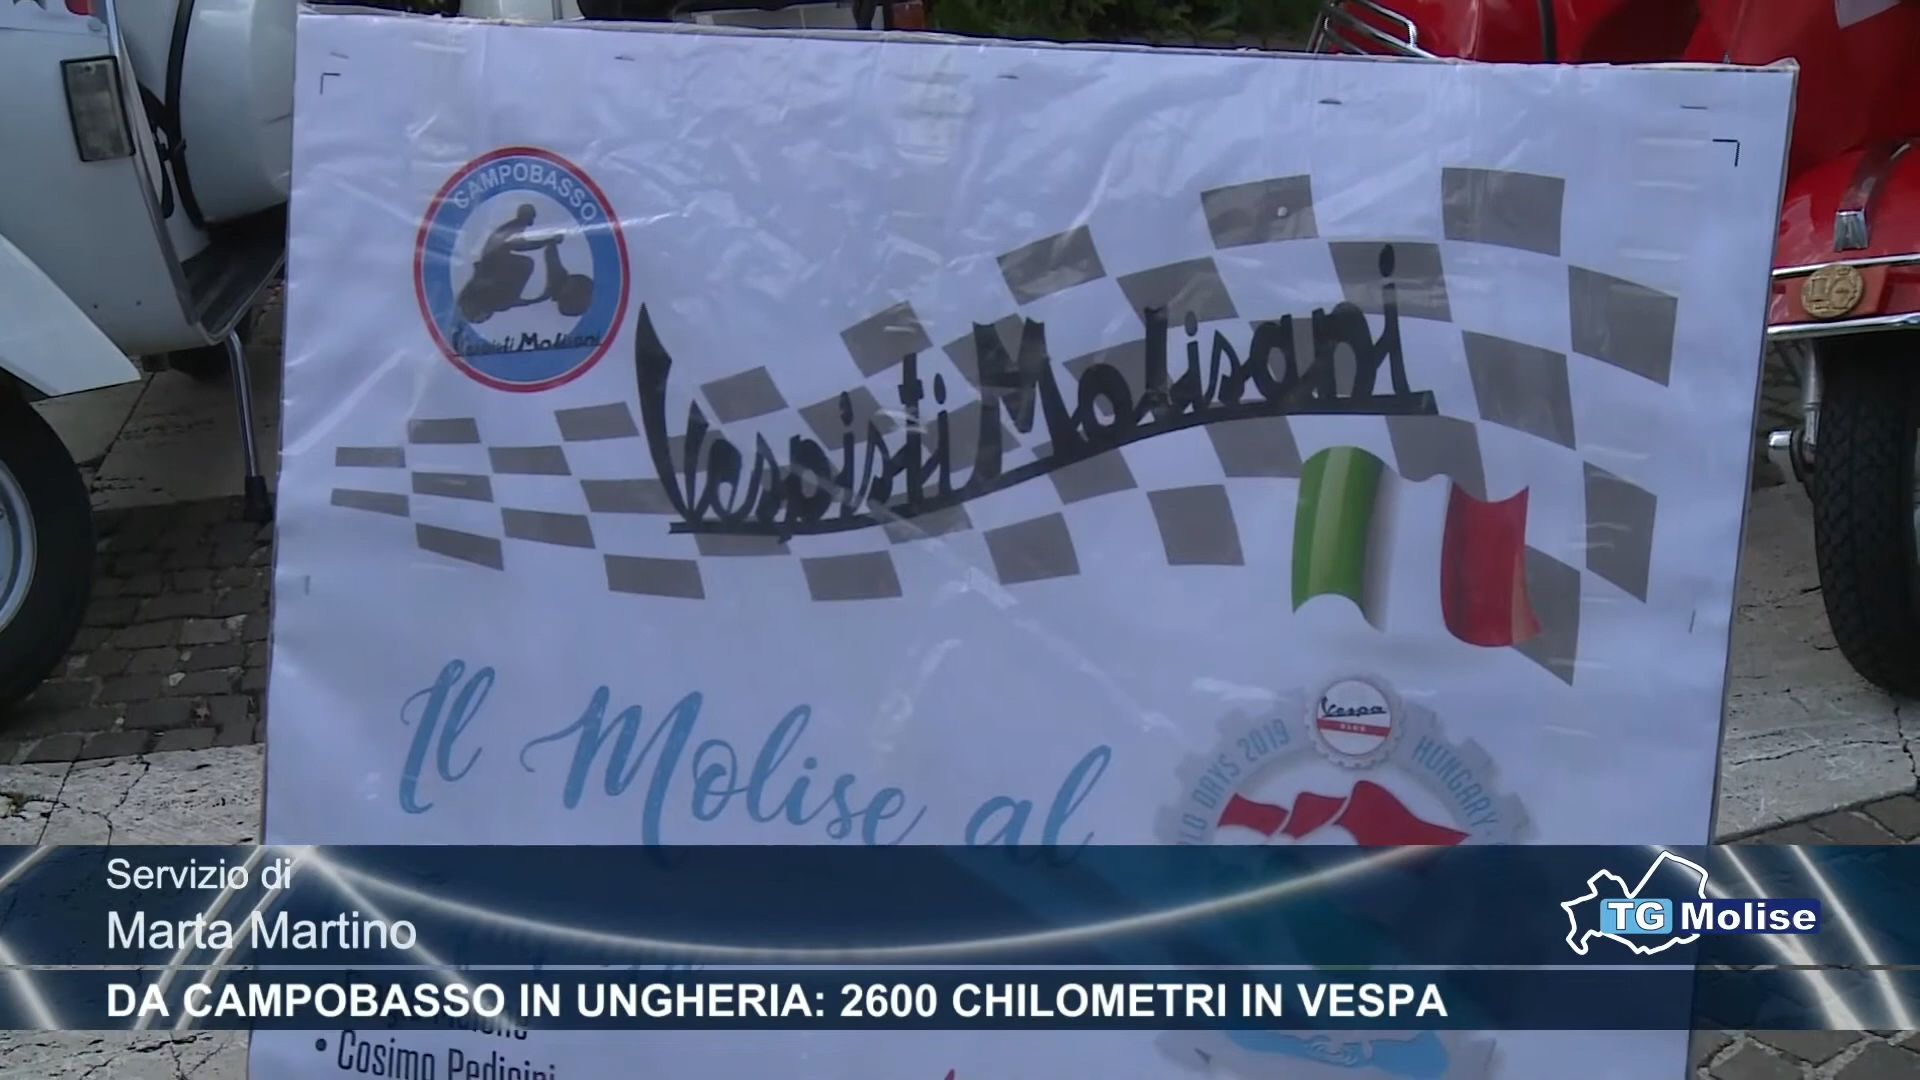 CAMPOBASSO
Vespisti Molisani
Vespisti Molisani
Il Molise al
Vespa
CLUB
DAYS 2019
HUNGARY
Servizio di
Marta Martino
TG Molise
DA CAMPOBASSO IN UNGHERIA: 2600 CHILOMETRI IN VESPA
• Cosimo Pedicini